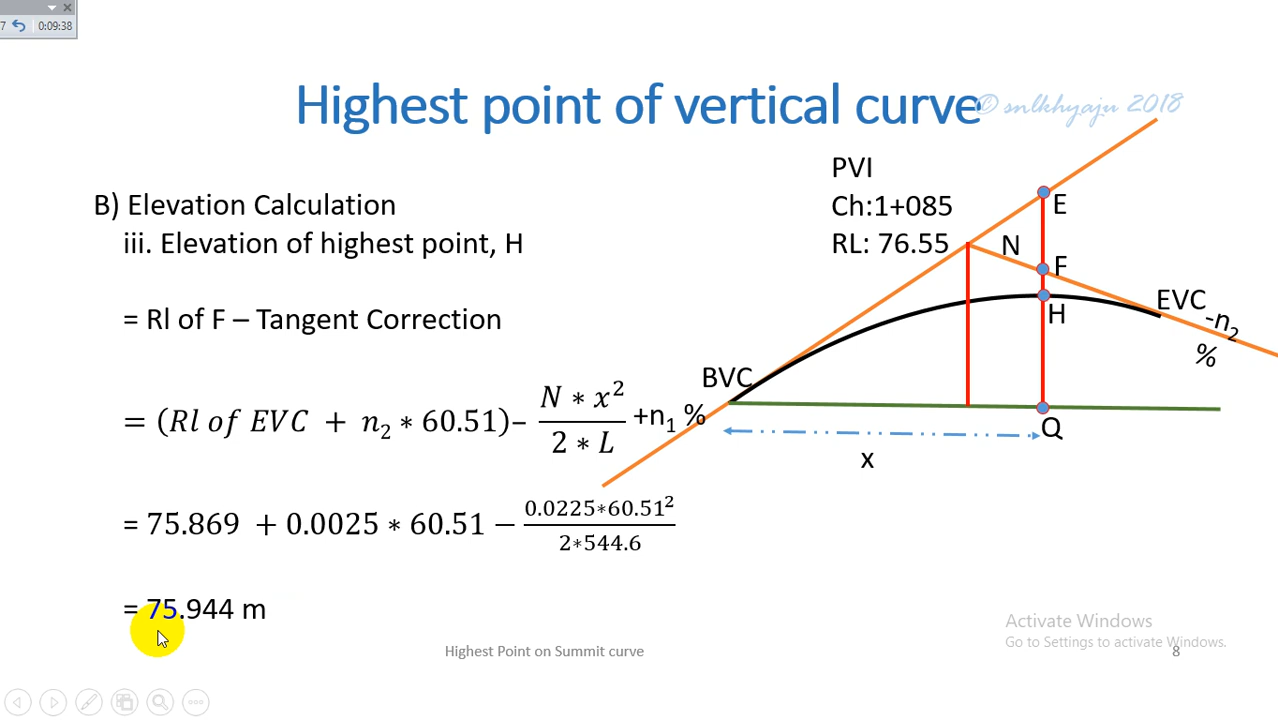 7 0:09:38
Highest point of vertical curve
© snlkhyaju 2018
B) Elevation Calculation
iii. Elevation of highest point, H
= Rl of F – Tangent Correction
= (Rl of EVC + n₂ ∗ 60.51)– N ∗ x² / 2 ∗ L
= 75.869 + 0.0025 ∗ 60.51 − 0.0225∗60.51² / 2∗544.6
= 75.944 m
PVI
Ch:1+085
RL: 76.55
E
N
F
H
EVC
-n₂
%
BVC
+n₁ %
Q
x
Activate Windows
Go to Settings to activate Windows.
Highest Point on Summit curve
8